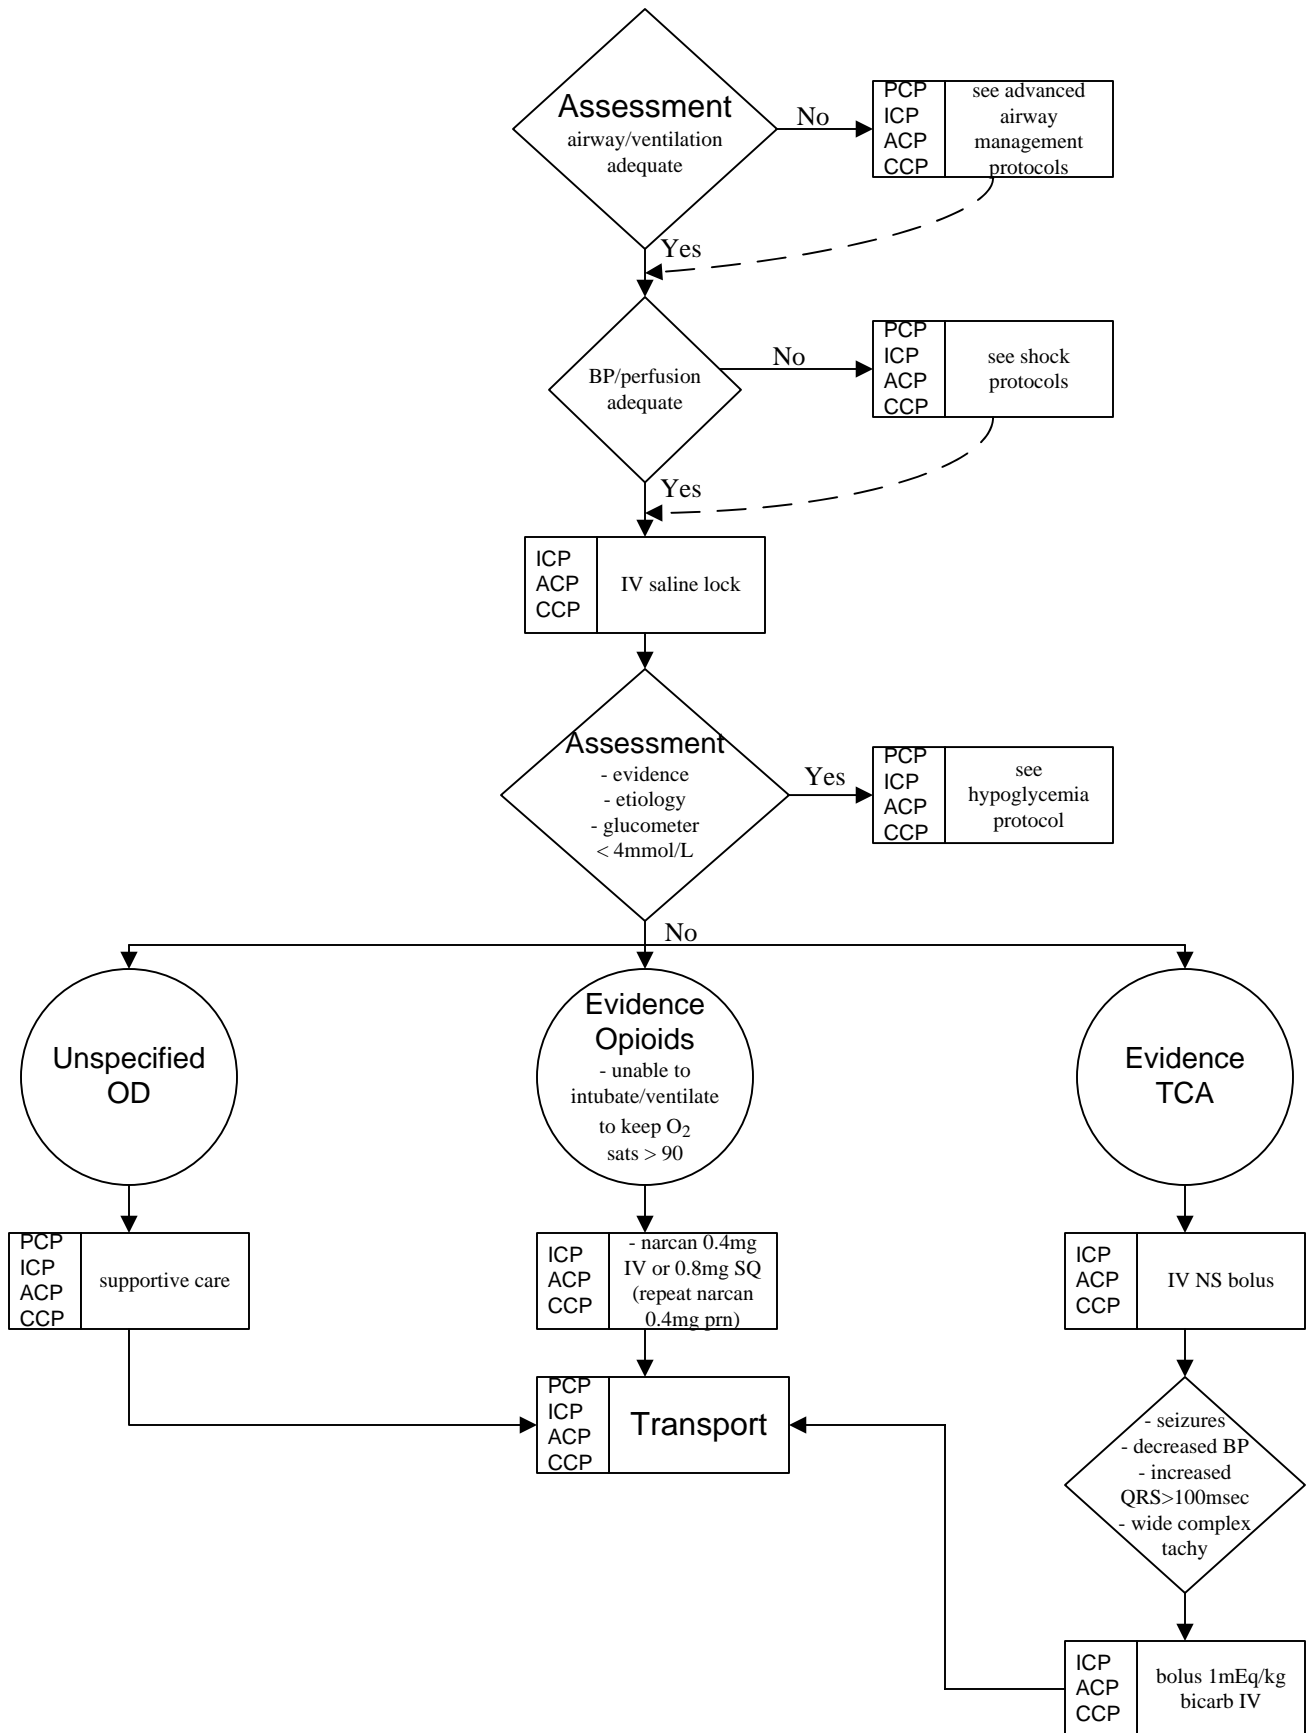 Assessment
airway/ventilation
adequate
No
PCP
ICP
ACP
CCP
see advanced
airway
management
protocols
Yes
BP/perfusion
adequate
No
PCP
ICP
ACP
CCP
see shock
protocols
Yes
ICP
ACP
CCP
IV saline lock
Assessment
- evidence
- etiology
- glucometer
< 4mmol/L
Yes
PCP
ICP
ACP
CCP
see
hypoglycemia
protocol
No
Unspecified
OD
Evidence
Opioids
- unable to
intubate/ventilate
to keep O2
sats > 90
Evidence
TCA
PCP
ICP
ACP
CCP
supportive care
ICP
ACP
CCP
- narcan 0.4mg
IV or 0.8mg SQ
(repeat narcan
0.4mg prn)
ICP
ACP
CCP
IV NS bolus
PCP
ICP
ACP
CCP
Transport
- seizures
- decreased BP
- increased
QRS>100msec
- wide complex
tachy
ICP
ACP
CCP
bolus 1mEq/kg
bicarb IV